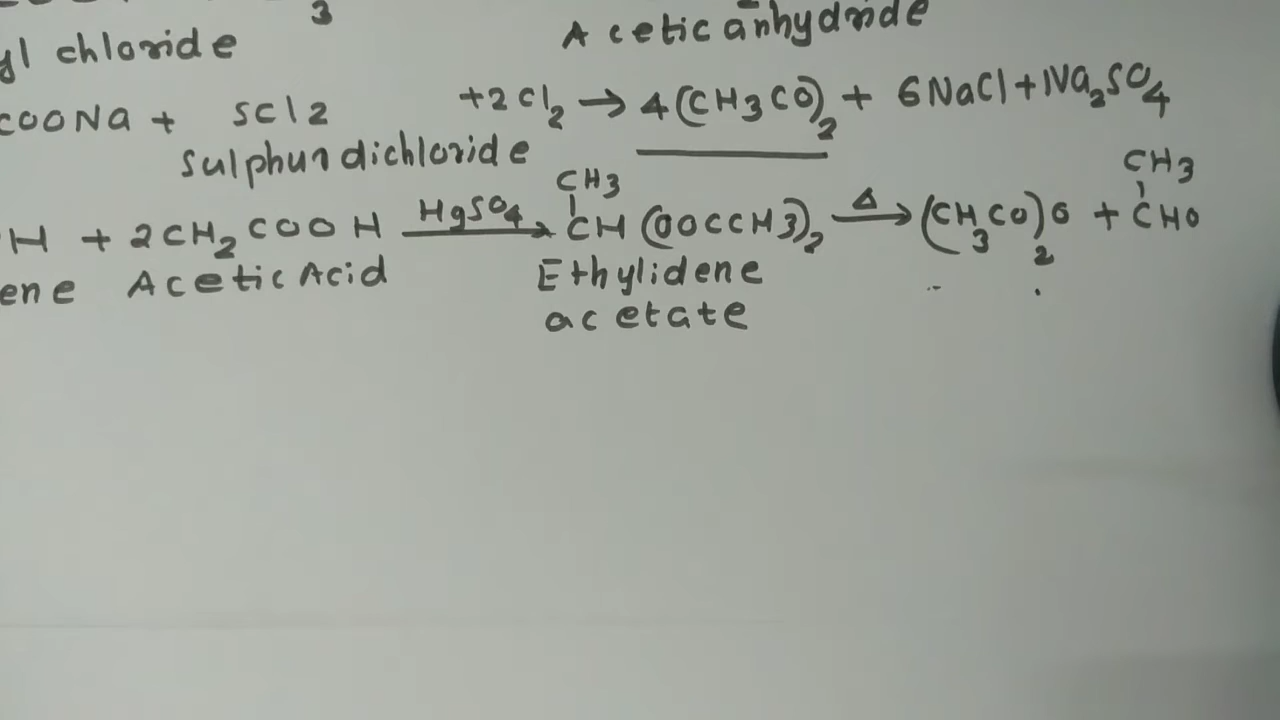 3
Acetic anhydride
yl chloride
COONa + SCl2 +2Cl2 → 4(CH3CO)2 + 6NaCl + Na2SO4
Sulphur dichloride
CH3 CH3
H + 2CH2COOH HgSO4→ CH(OOCCH3)2 Δ→ (CH3CO)2O + CHO
ene Acetic Acid Ethylidene
acetate